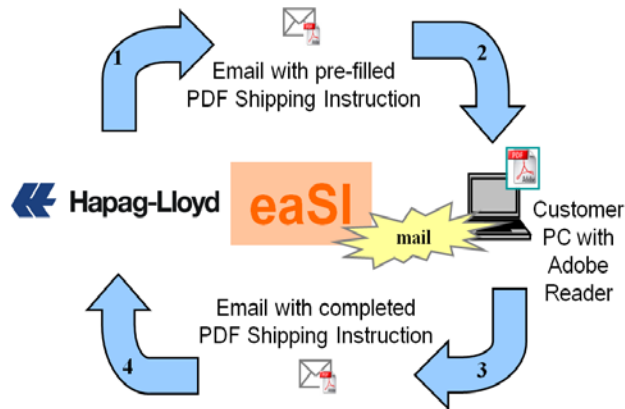 1
2
Email with pre-filled
PDF Shipping Instruction
Hapag-Lloyd
eaSI
mail
PDF
Customer
PC with
Adobe
Reader
Email with completed
PDF Shipping Instruction
4
3